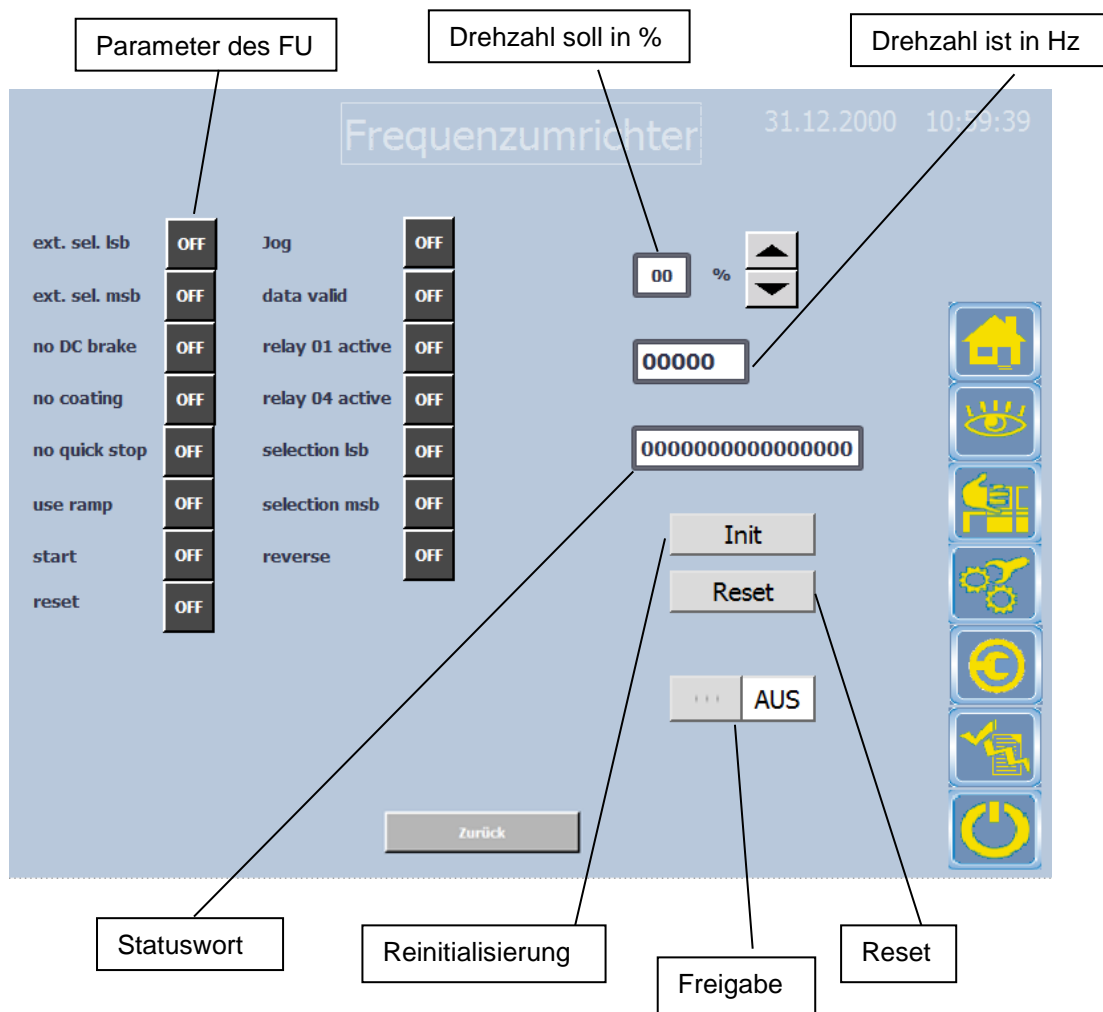 Parameter des FU
Drehzahl soll in %
Drehzahl ist in Hz
Frequenzumrichter
31.12.2000 10:59:39
ext. sel. lsb OFF Jog OFF
00 %
ext. sel. msb OFF data valid OFF
no DC brake OFF relay 01 active OFF
00000
no coating OFF relay 04 active OFF
no quick stop OFF selection lsb OFF
0000000000000000
use ramp OFF selection msb OFF
Init
start OFF reverse OFF
reset OFF
Reset
AUS
Zurück
Statuswort
Reinitialisierung
Reset
Freigabe